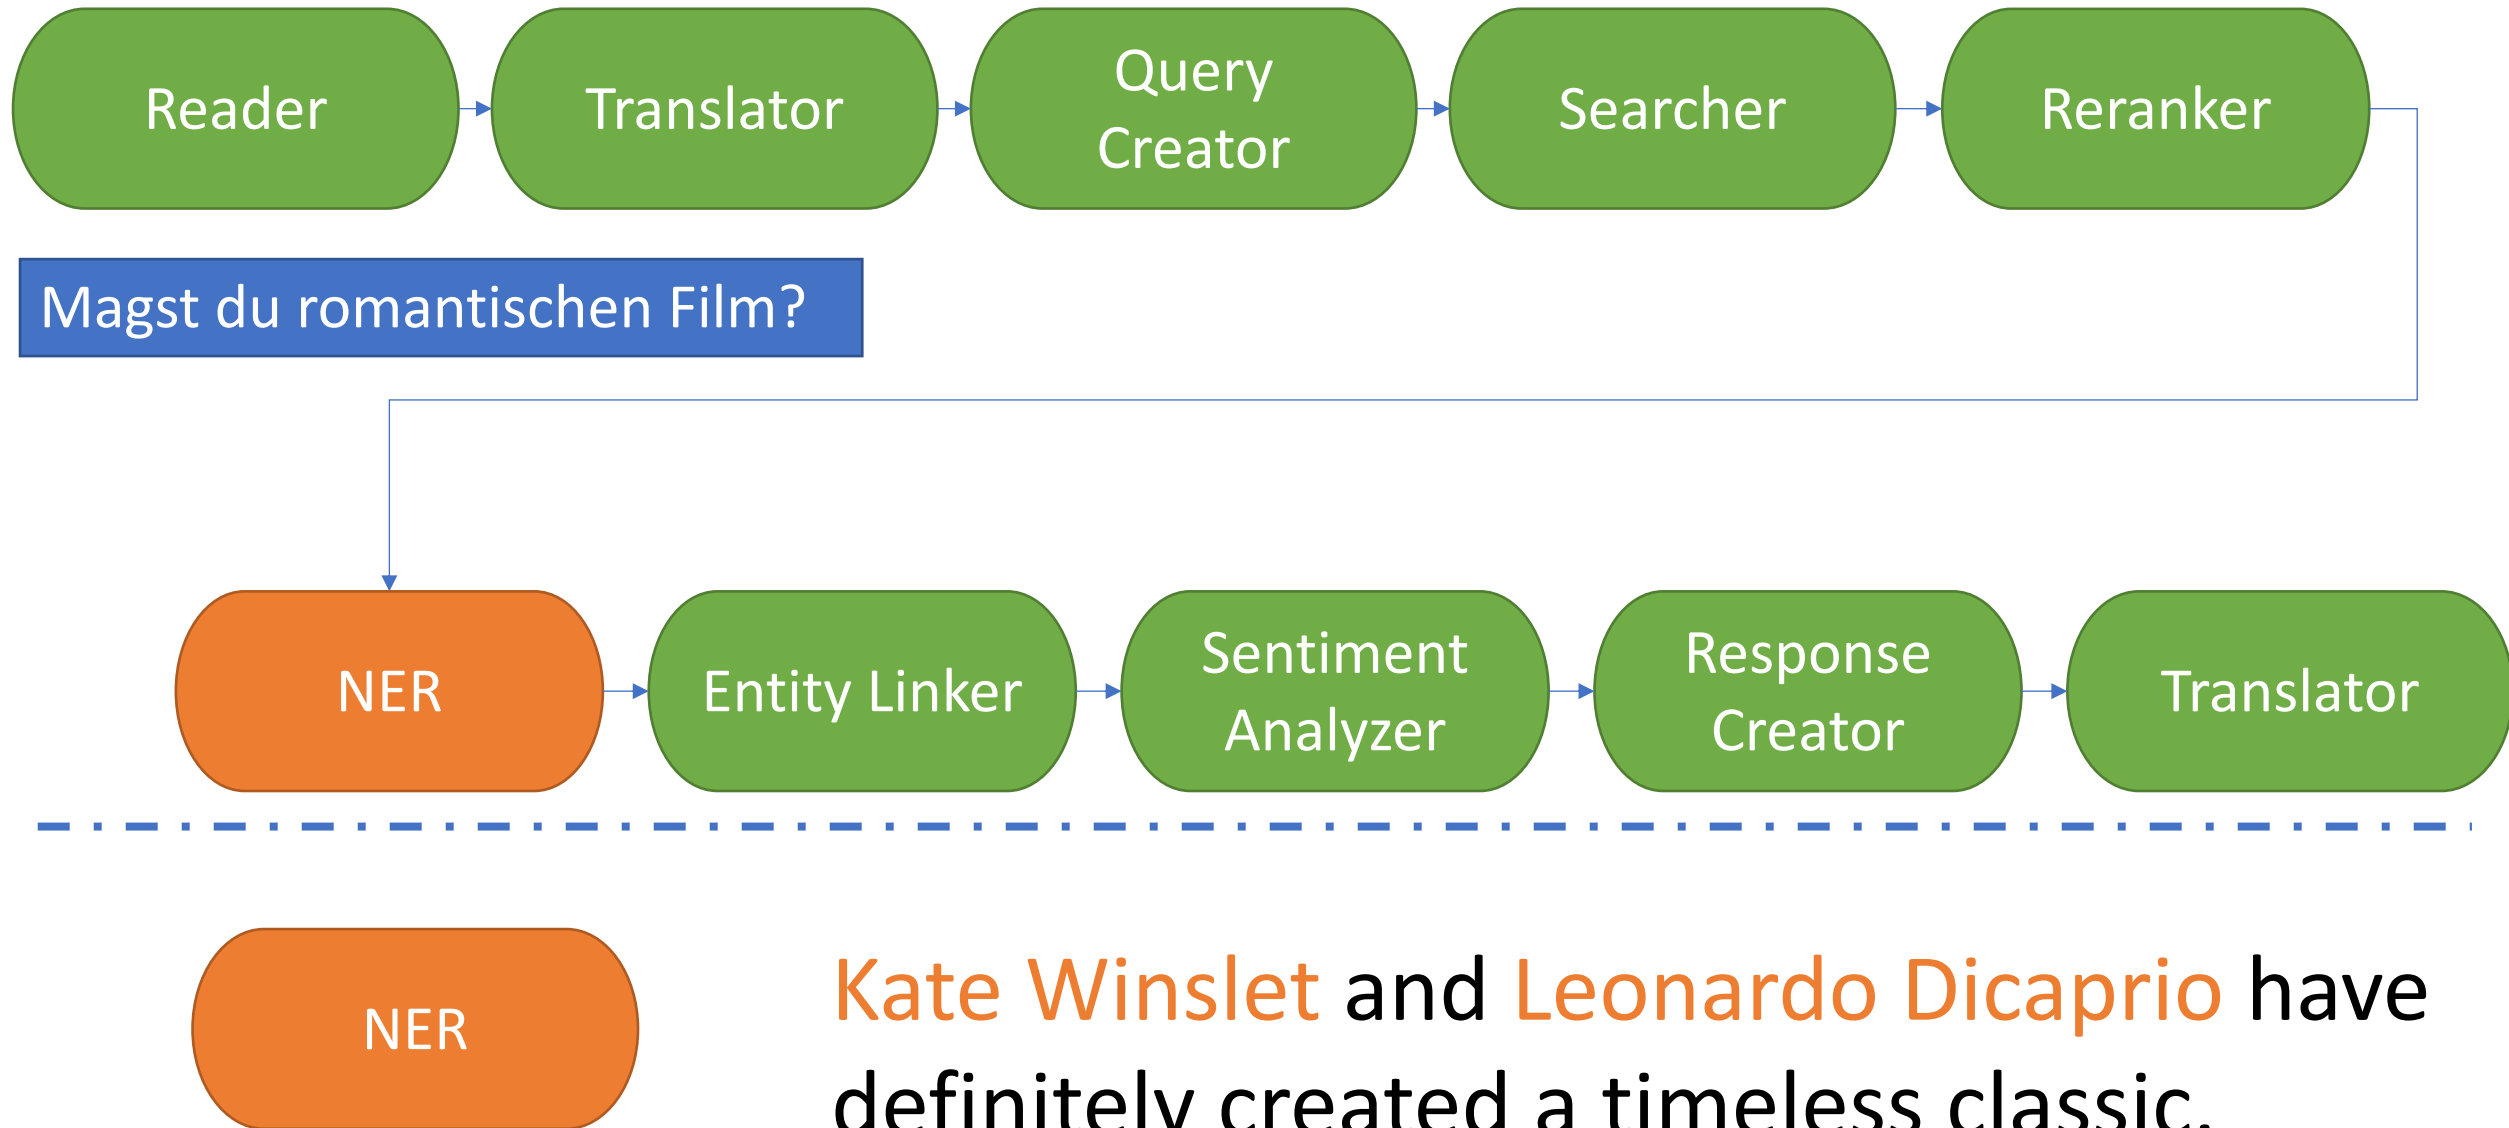 Reader
Translator
Query
Creator
Searcher
Reranker
Magst du romantischen Film?
NER
Entity Linker
Sentiment
Analyzer
Response
Creator
Translator
NER
Kate Winslet and Leonardo Dicaprio have
definitely created a timeless classic.